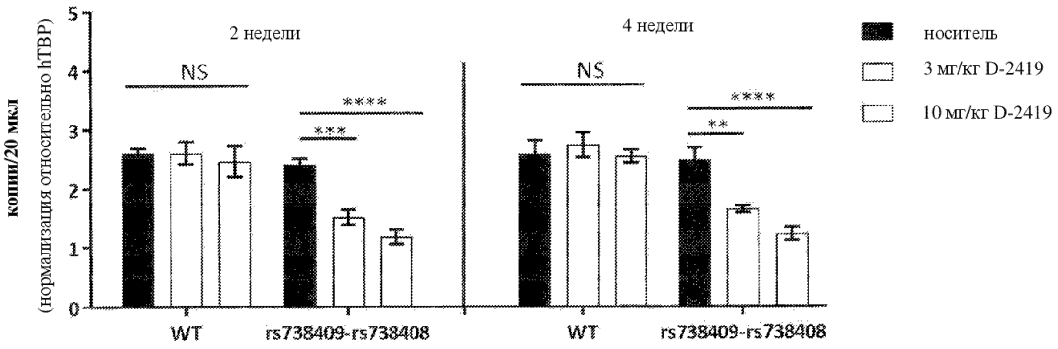 копии/20 мкл
(нормализация относительно hTBP)
5
4
3
2
1
0
2 недели
NS
****
***
WT
rs738409-rs738408
4 недели
NS
****
**
WT
rs738409-rs738408
носитель
3 мг/кг D-2419
10 мг/кг D-2419